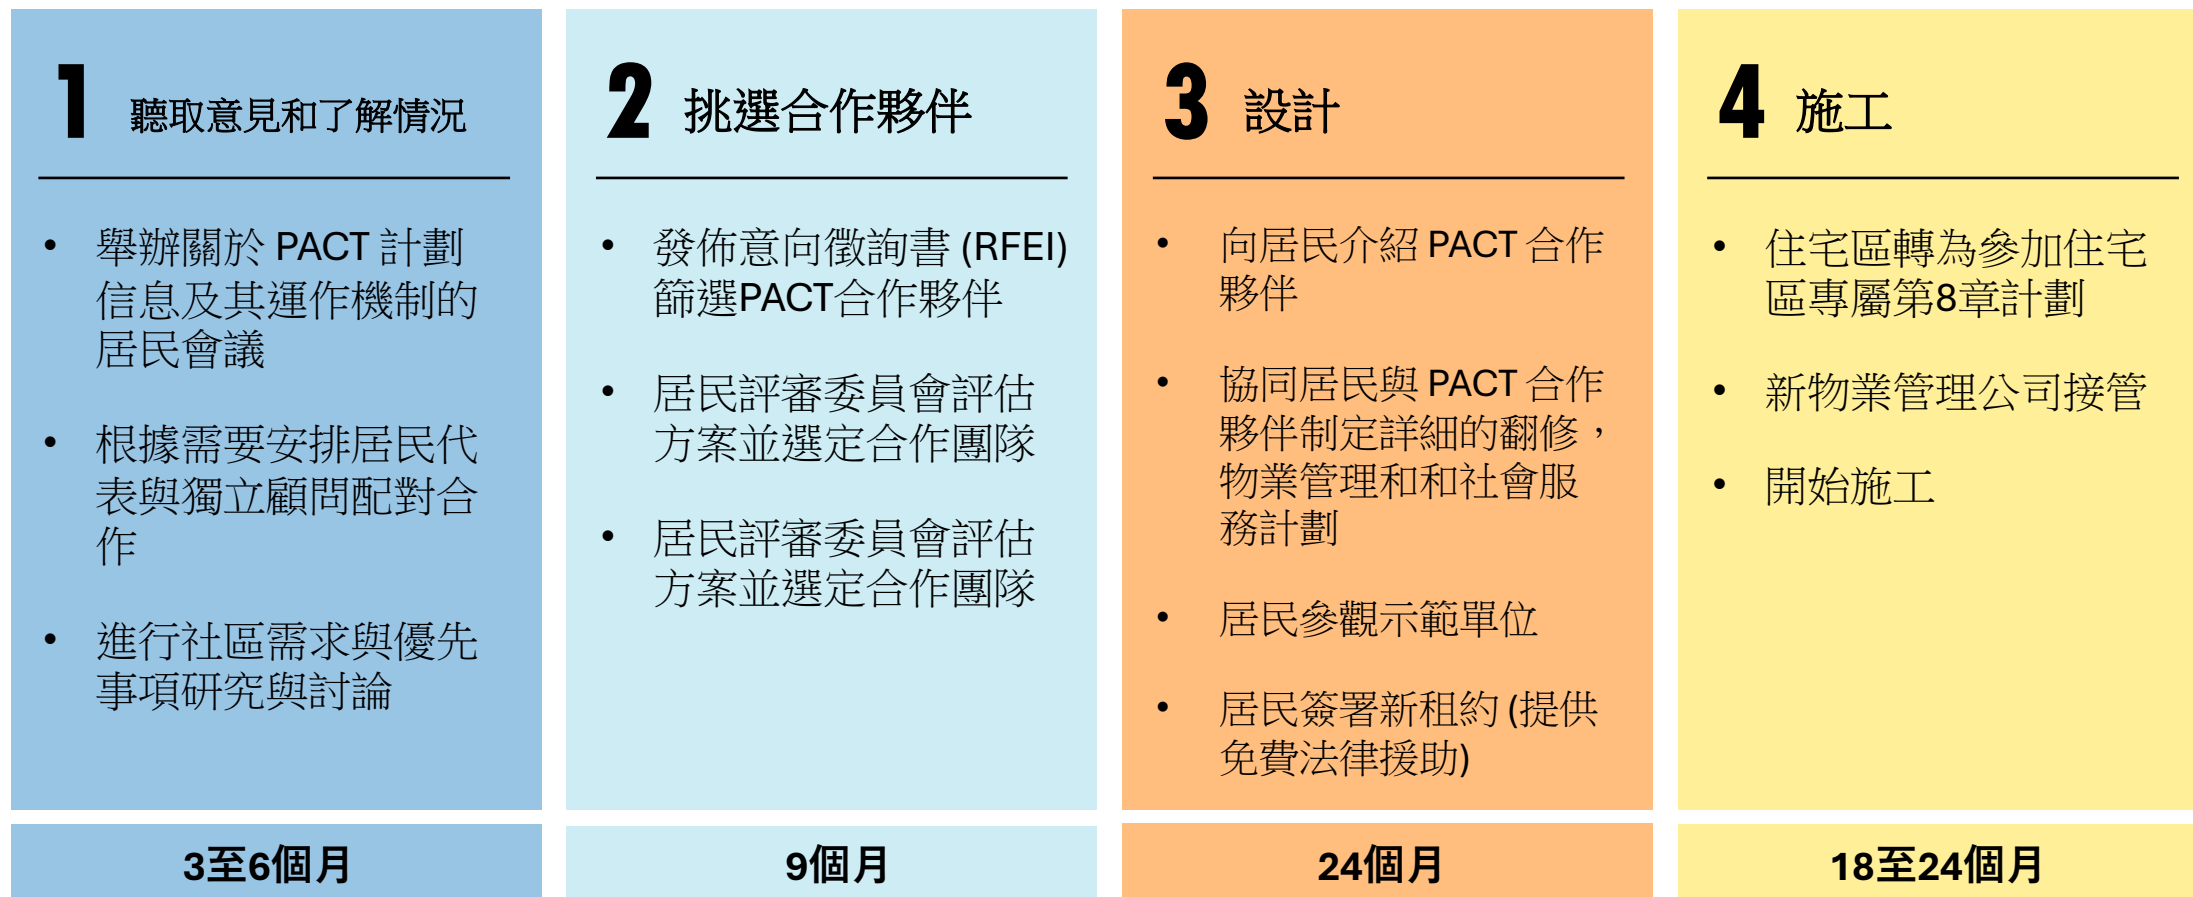 1 聽取意見和了解情況
• 舉辦關於 PACT 計劃
信息及其運作機制的
居民會議
• 根據需要安排居民代
表與獨立顧問配對合
作
• 進行社區需求與優先
事項研究與討論
3至6個月
2 挑選合作夥伴
• 發佈意向徵詢書 (RFEI)
篩選PACT合作夥伴
• 居民評審委員會評估
方案並選定合作團隊
• 居民評審委員會評估
方案並選定合作團隊
9個月
3 設計
• 向居民介紹 PACT 合作
夥伴
• 協同居民與 PACT 合作
夥伴制定詳細的翻修，
物業管理和和社會服
務計劃
• 居民參觀示範單位
• 居民簽署新租約 (提供
免費法律援助)
24個月
4 施工
• 住宅區轉為參加住宅
區專屬第8章計劃
• 新物業管理公司接管
• 開始施工
18至24個月